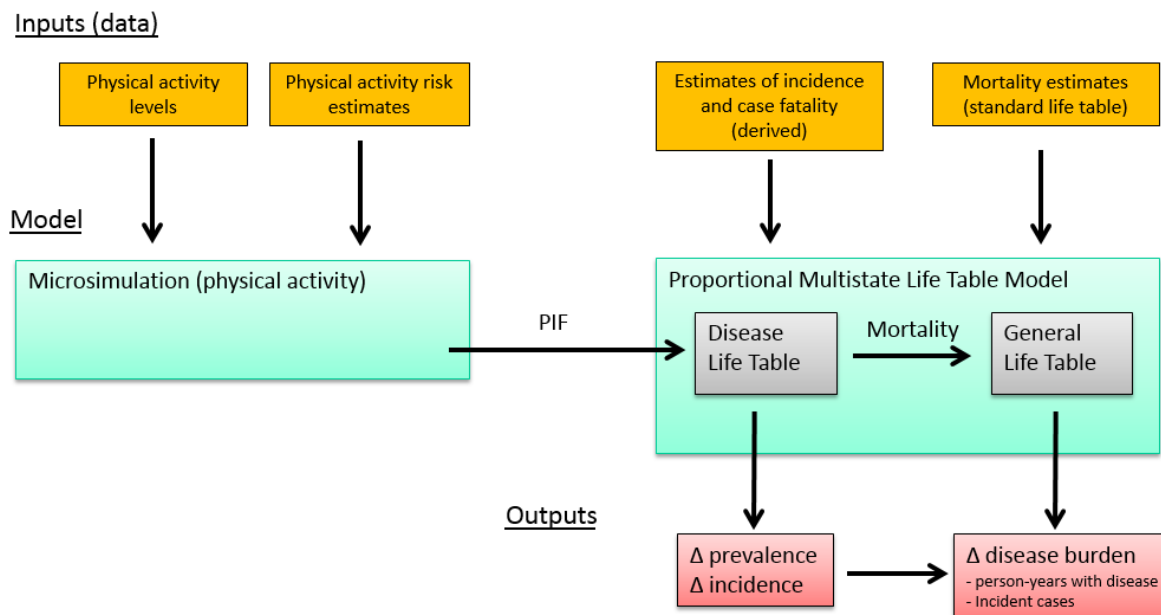 Inputs (data)
Physical activity
levels
Physical activity risk
estimates
Estimates of incidence
and case fatality
(derived)
Mortality estimates
(standard life table)
Model
Microsimulation (physical activity)
PIF
Proportional Multistate Life Table Model
Disease
Life Table
Mortality
General
Life Table
Outputs
Δ prevalence
Δ incidence
Δ disease burden
- person-years with disease
- Incident cases